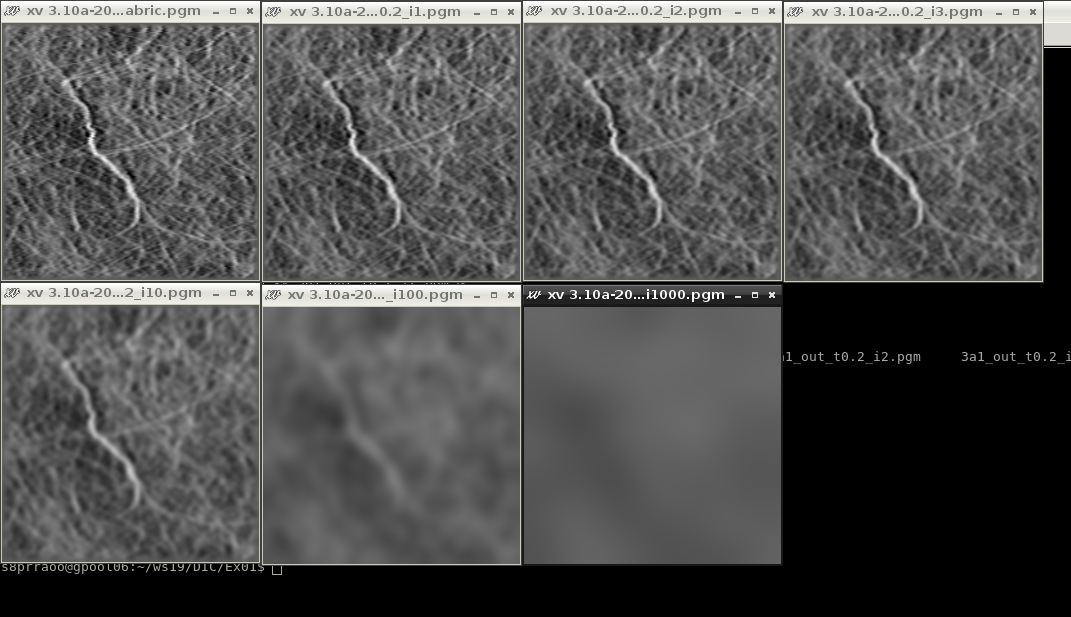 xv 3.10a-20...abric.pgm
xv 3.10a-2...0.2_i1.pgm
xv 3.10a-2...0.2_i2.pgm
xv 3.10a-2...0.2_i3.pgm
xv 3.10a-20...2_i10.pgm
xv 3.10a-20..._i100.pgm
xv 3.10a-20...i1000.pgm
a1_out_t0.2_i2.pgm 3a1_out_t0.2_i
s8prraoo@gpool06:~/ws19/DIC/Ex01$